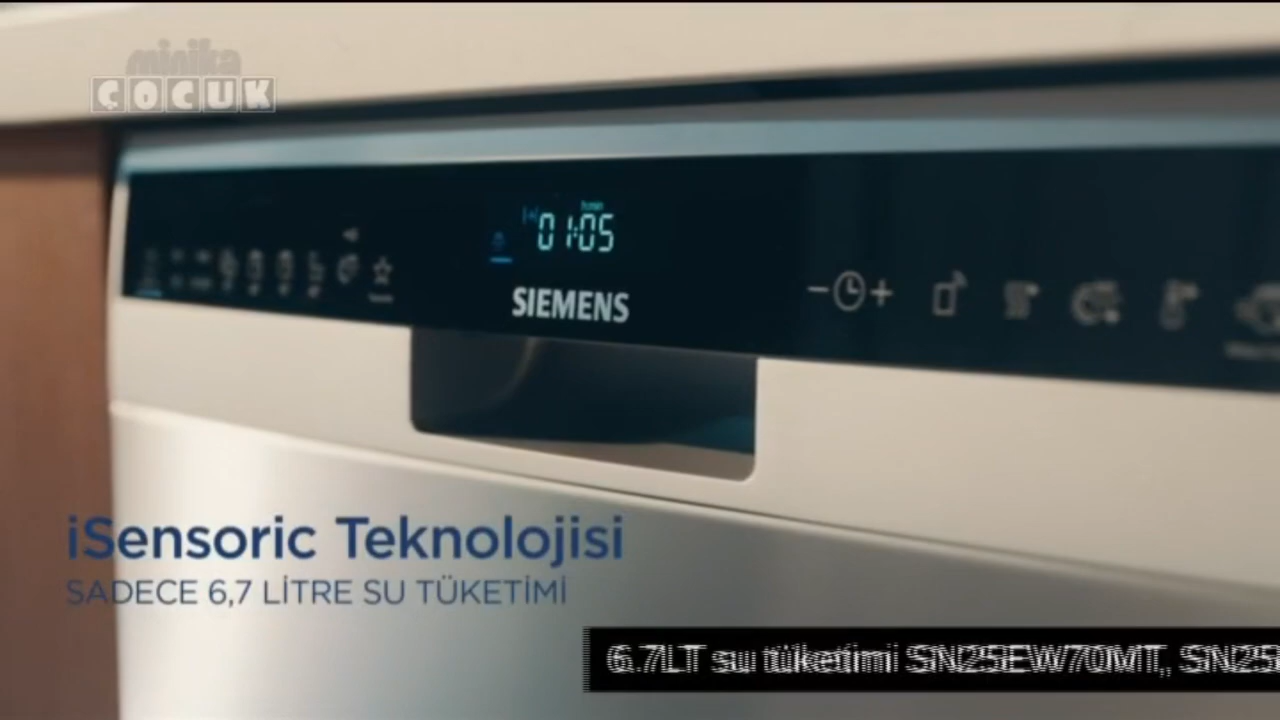 minika
ÇOCUK
01:05
SIEMENS
iSensoric Teknolojisi
SADECE 6,7 LİTRE SU TÜKETİMİ
6.7LT su tüketimi SN25EW70MT,, SN25